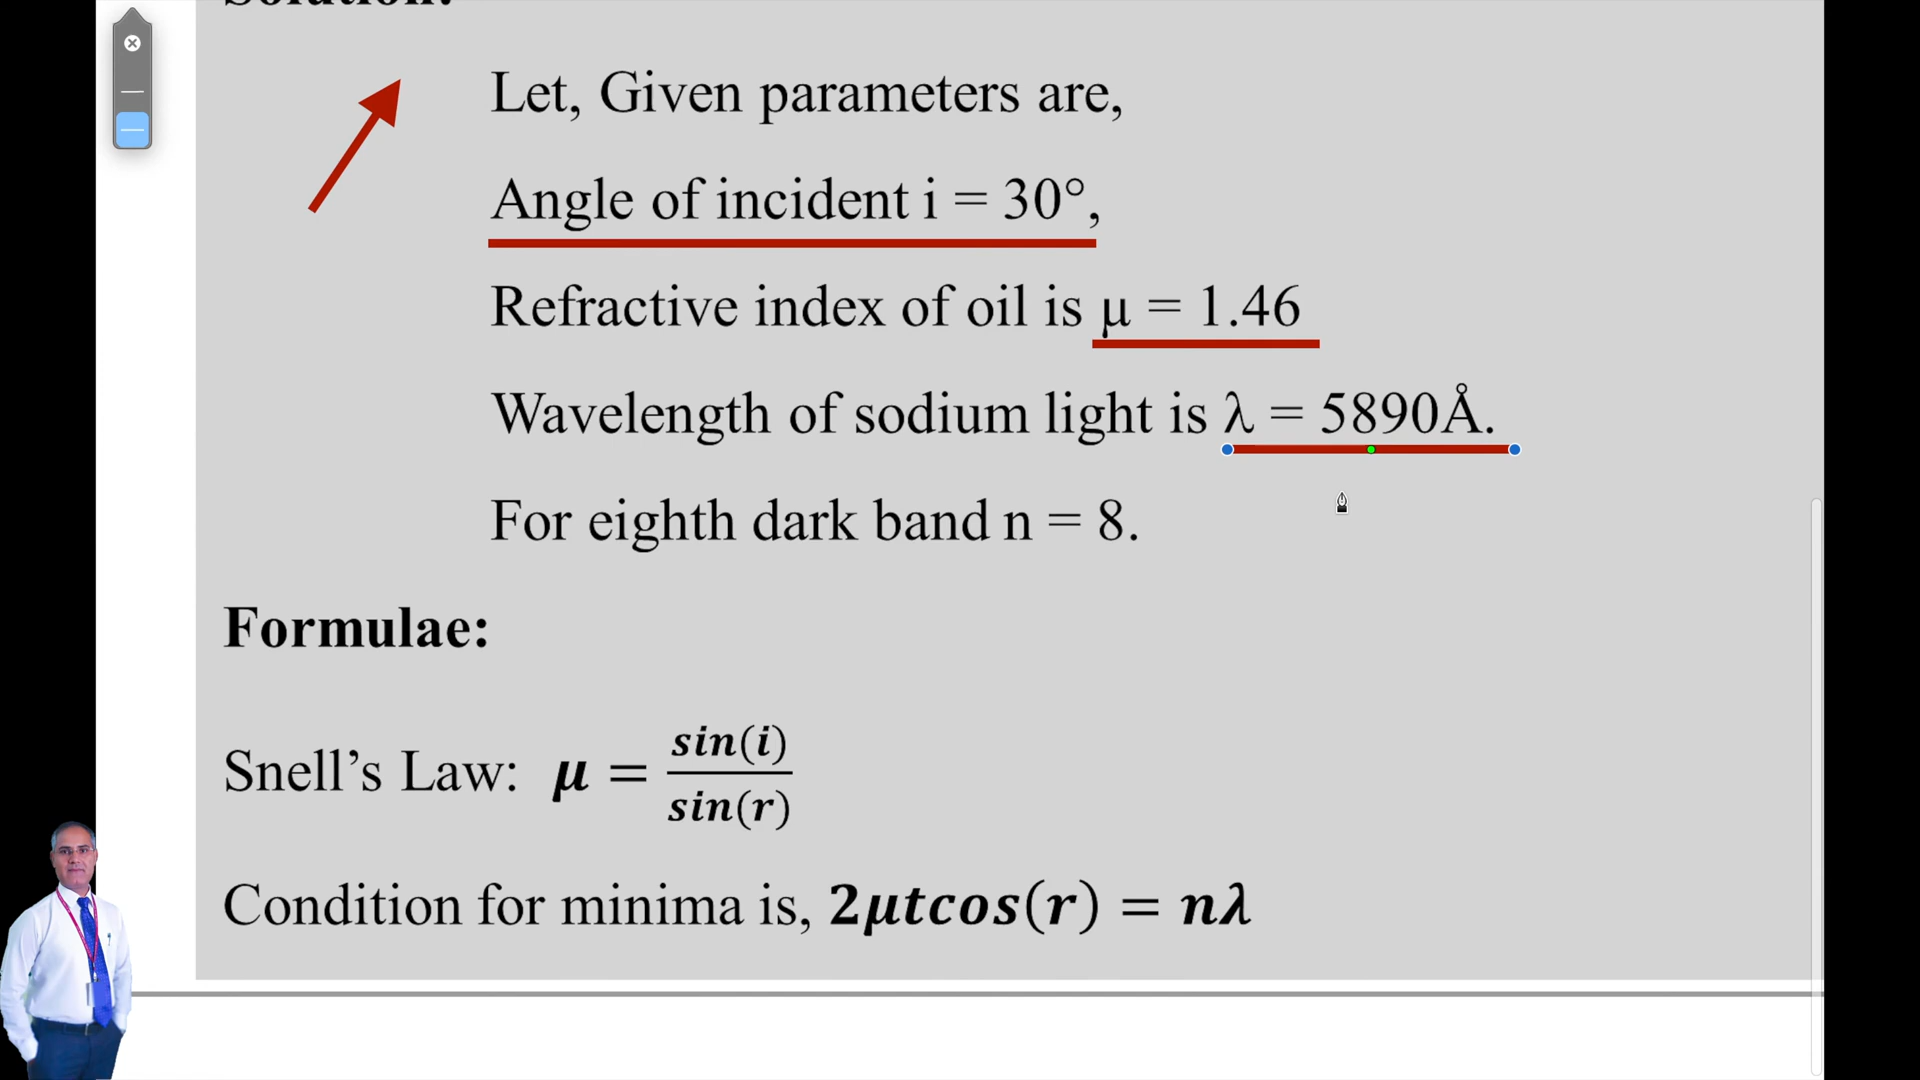 Solution:
Let, Given parameters are,
Angle of incident i = 30°,
Refractive index of oil is μ = 1.46
Wavelength of sodium light is λ = 5890Å.
For eighth dark band n = 8.
Formulae:
Snell’s Law: μ = sin(i) / sin(r)
Condition for minima is, 2μtcos(r) = nλ